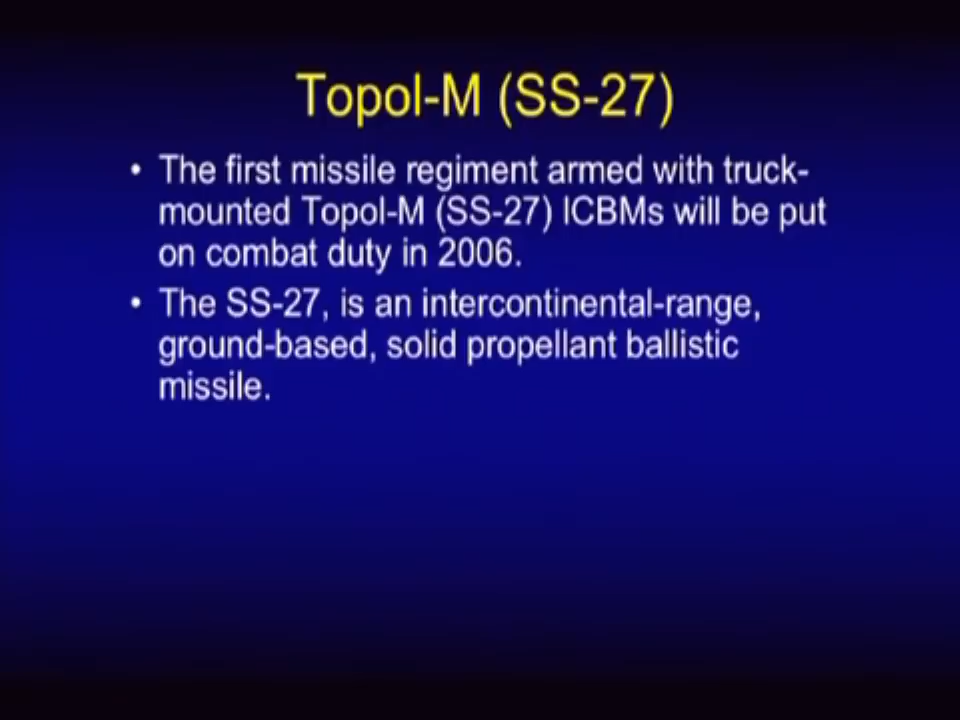 Topol-M (SS-27)
• The first missile regiment armed with truck-
mounted Topol-M (SS-27) ICBMs will be put
on combat duty in 2006.
• The SS-27, is an intercontinental-range,
ground-based, solid propellant ballistic
missile.